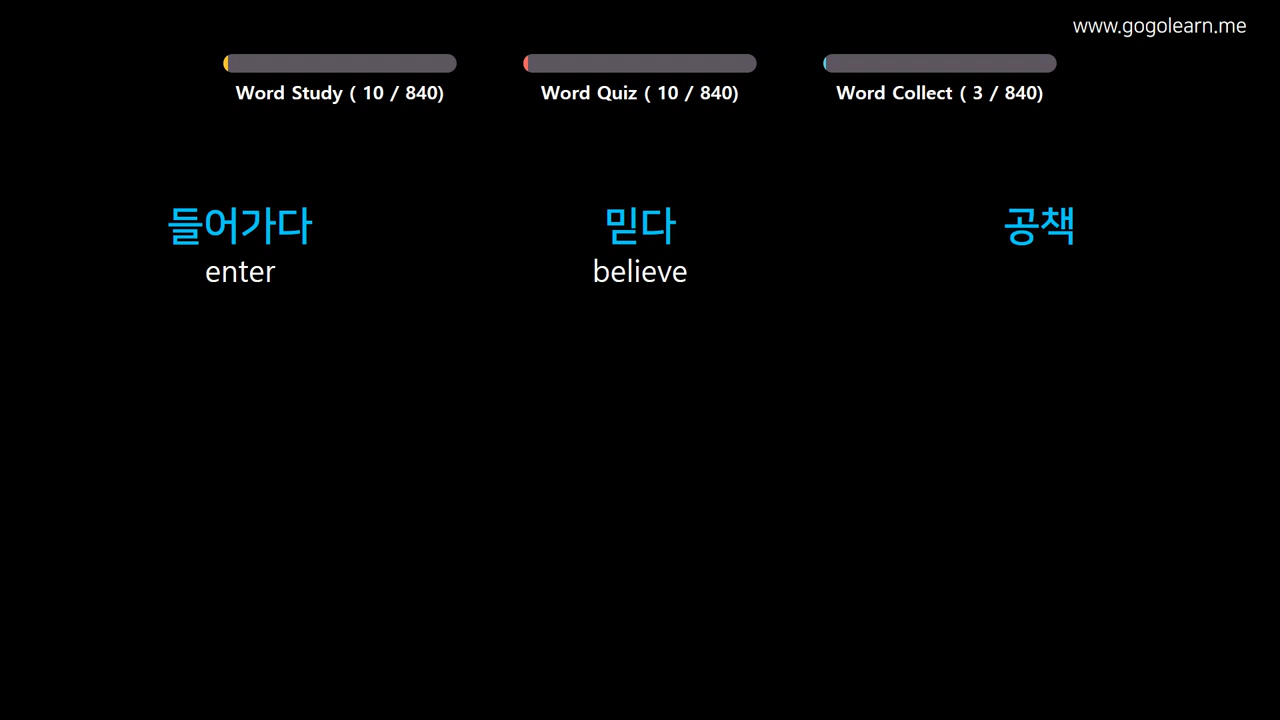 www.gogolearn.me
Word Study ( 10 / 840)
Word Quiz ( 10 / 840)
Word Collect ( 3 / 840)
들어가다
enter
믿다
believe
공책